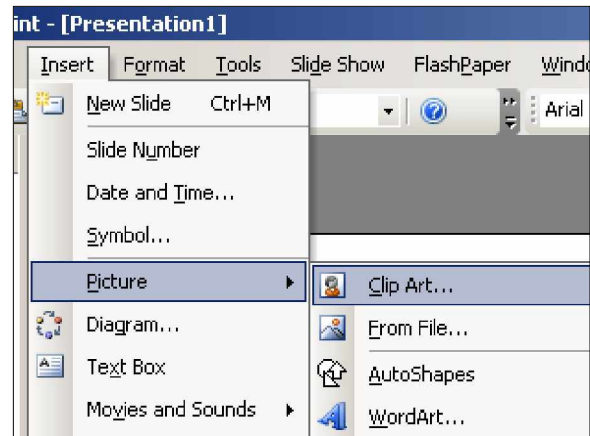 int - [Presentation1]
Insert Format Tools Slide Show FlashPaper Windo
New Slide Ctrl+M
Arial
Slide Number
Date and Time...
Symbol...
Picture
Clip Art...
Diagram...
From File...
Text Box
AutoShapes
Movies and Sounds
WordArt...